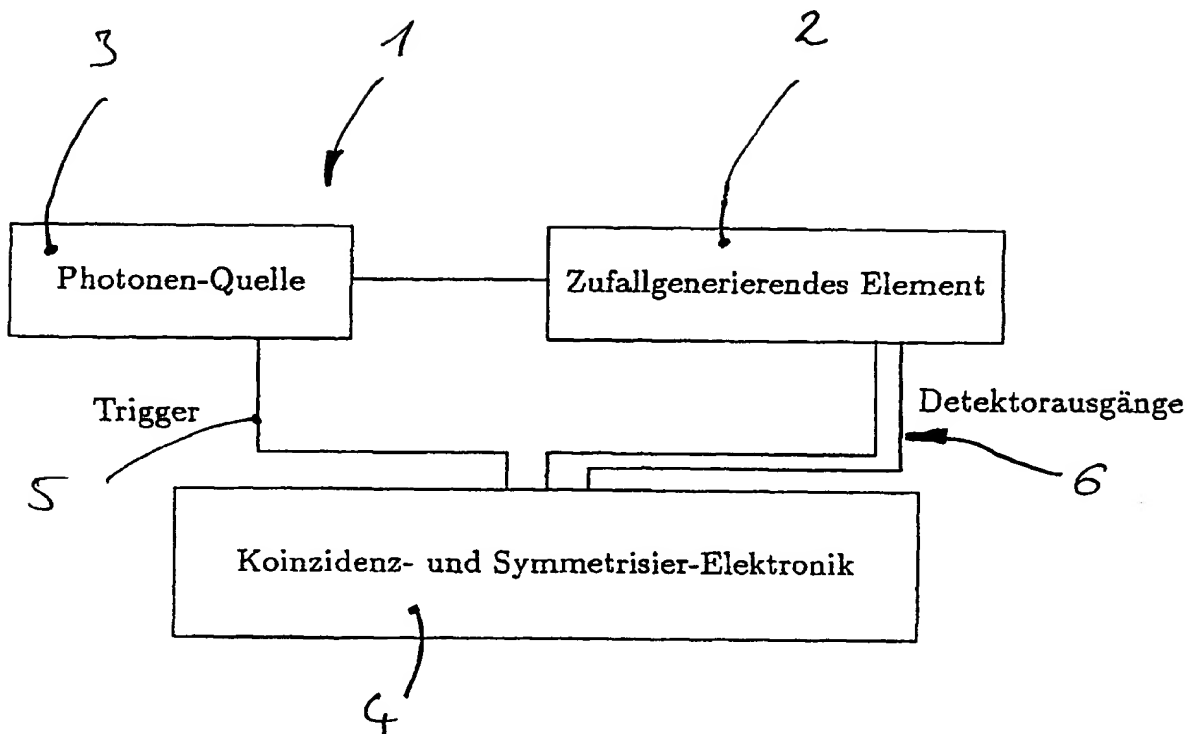 3 1 2
Photonen-Quelle Zufallgenerierendes Element
Trigger Detektorausgänge
5 6
Koinzidenz- und Symmetrisier-Elektronik
4